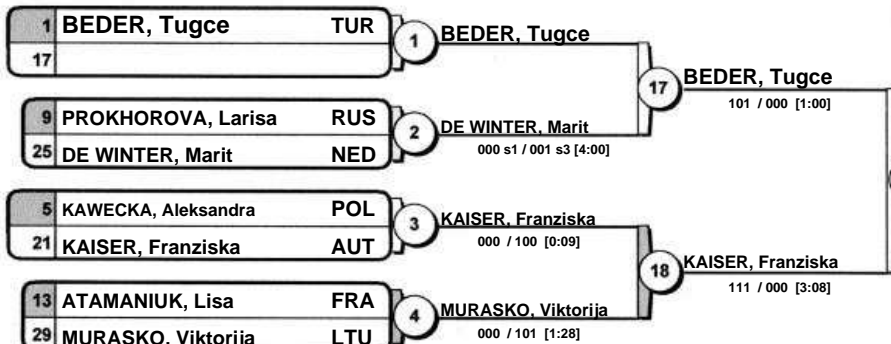 1 BEDER, Tugce TUR
17
1 BEDER, Tugce
9 PROKHOROVA, Larisa RUS
25 DE WINTER, Marit NED
2 DE WINTER, Marit
000 s1 / 001 s3 [4:00]
17 BEDER, Tugce
101 / 000 [1:00]
5 KAWECKA, Aleksandra POL
21 KAISER, Franziska AUT
3 KAISER, Franziska
000 / 100 [0:09]
13 ATAMANIUK, Lisa FRA
29 MURASKO, Viktorija LTU
4 MURASKO, Viktorija
000 / 101 [1:28]
18 KAISER, Franziska
111 / 000 [3:08]